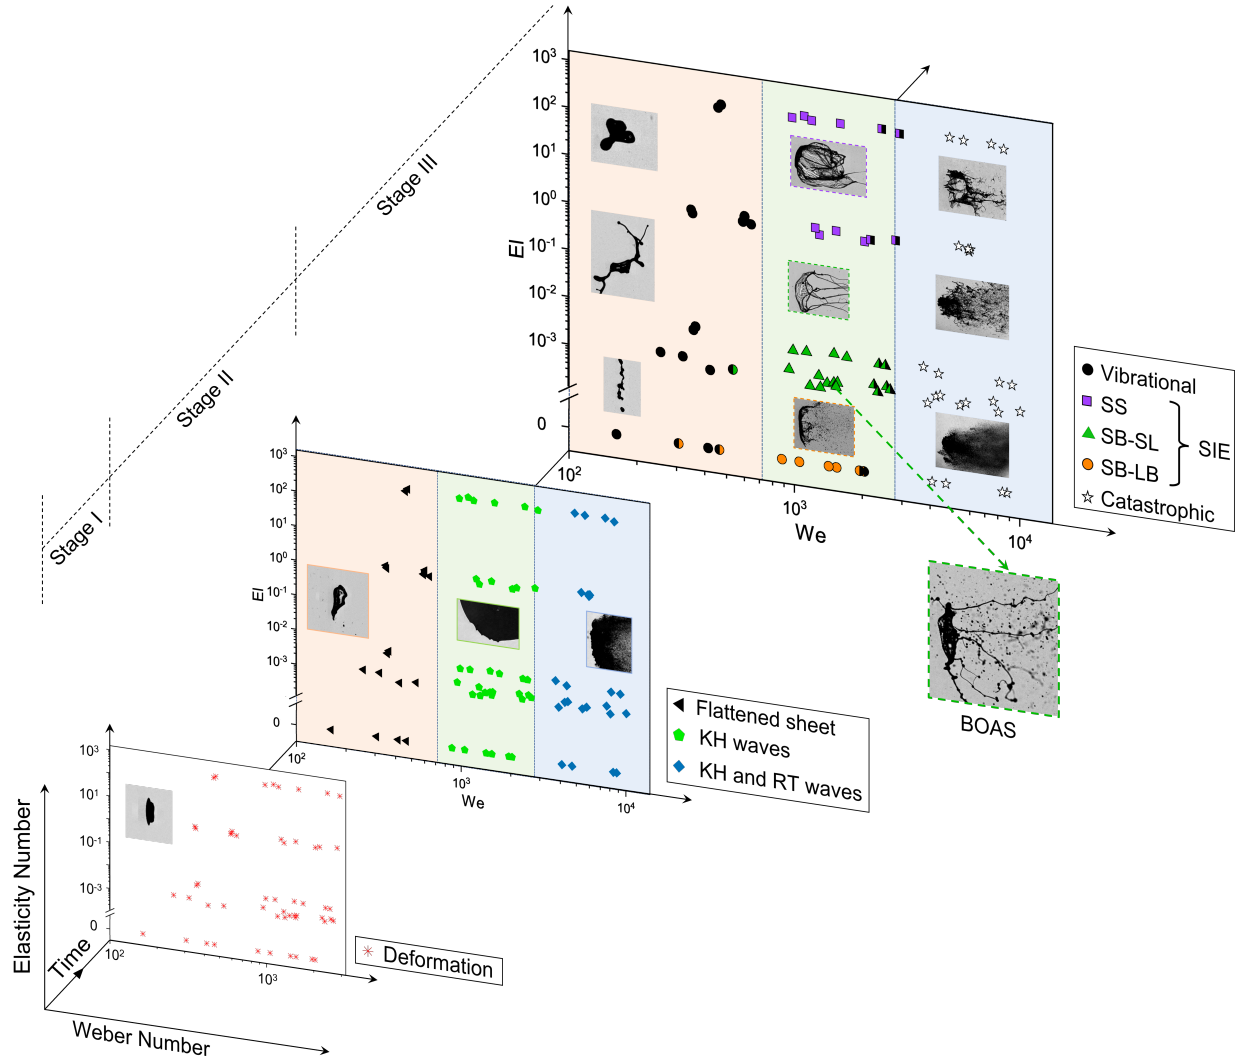 Stage III
Stage II
Stage I
10³
10²
10¹
10⁰
10⁻¹
10⁻²
10⁻³
0
El
10²
10³
10⁴
We
Vibrational
SS
SB-SL
SB-LB
SIE
Catastrophic
BOAS
10³
10²
10¹
10⁰
10⁻¹
10⁻²
10⁻³
0
El
10²
10³
10⁴
We
Flattened sheet
KH waves
KH and RT waves
10³
10¹
10⁻¹
10⁻³
0
10²
10³
Deformation
Elasticity Number
Time
Weber Number